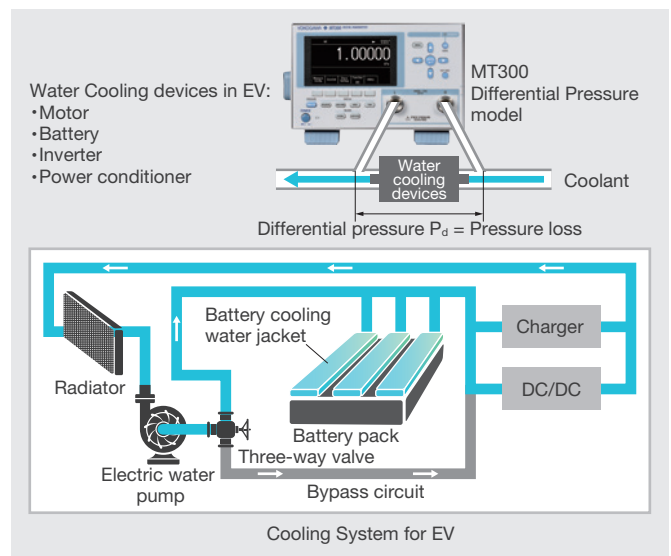 YOKOGAWA
1.00000
Water Cooling devices in EV:
・Motor
・Battery
・Inverter
・Power conditioner
MT300
Differential Pressure
model
Water
cooling
devices
Coolant
Differential pressure Pd = Pressure loss
Battery cooling
water jacket
Charger
Radiator
DC/DC
Battery pack
Three-way valve
Electric water
pump
Bypass circuit
Cooling System for EV